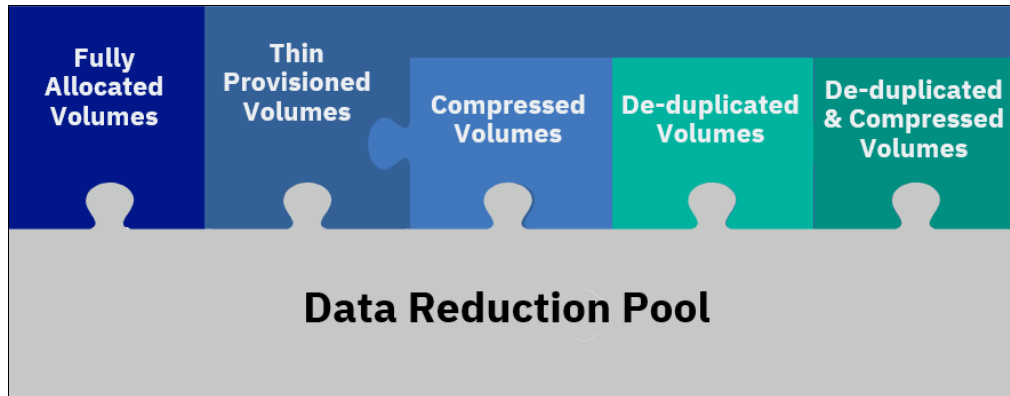 Fully
Allocated
Volumes
Thin
Provisioned
Volumes
Compressed
Volumes
De-duplicated
Volumes
De-duplicated
& Compressed
Volumes
Data Reduction Pool